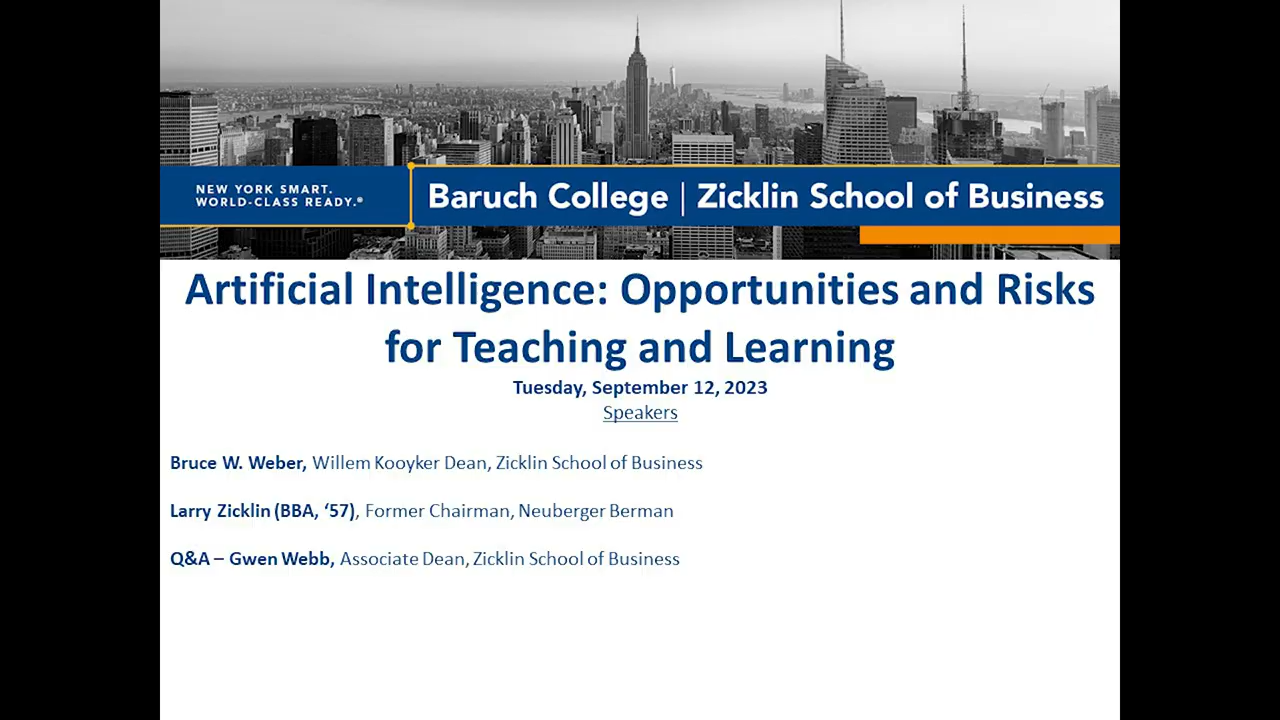 NEW YORK SMART.
WORLD-CLASS READY.®
Baruch College | Zicklin School of Business
Artificial Intelligence: Opportunities and Risks
for Teaching and Learning
Tuesday, September 12, 2023
Speakers
Bruce W. Weber, Willem Kooyker Dean, Zicklin School of Business
Larry Zicklin (BBA, ‘57), Former Chairman, Neuberger Berman
Q&A – Gwen Webb, Associate Dean, Zicklin School of Business